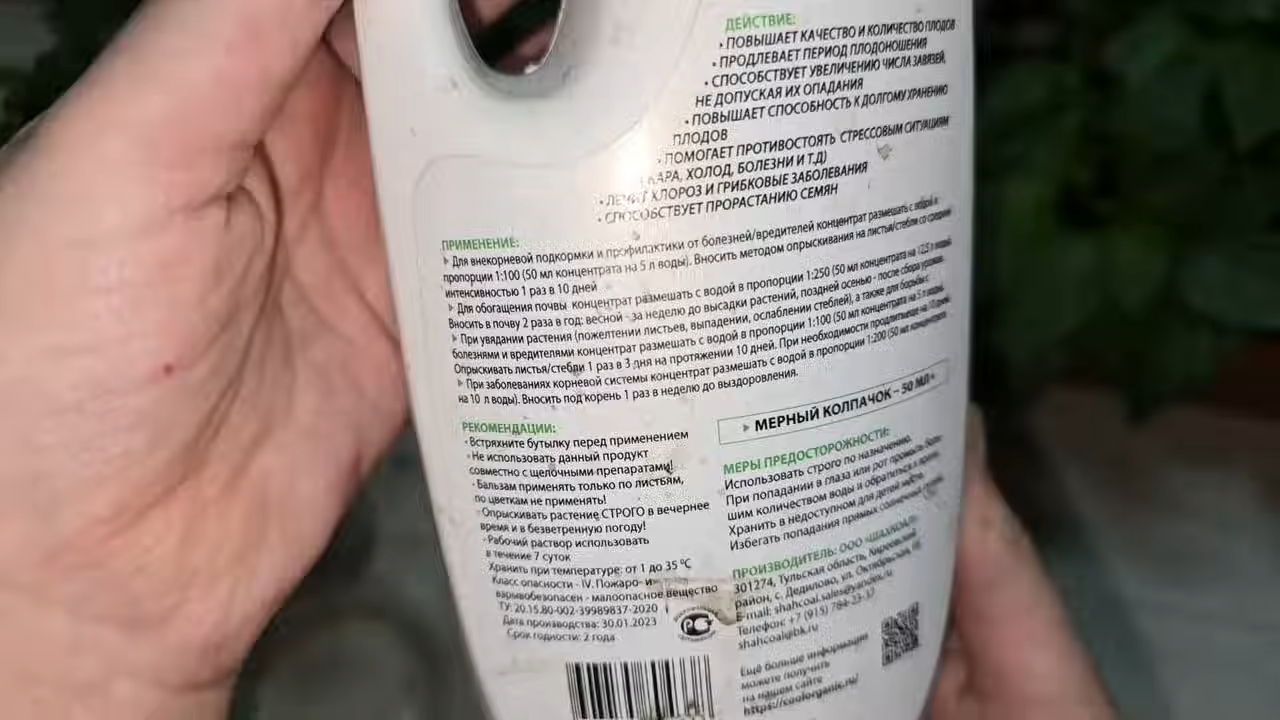 ДЕЙСТВИЕ:
• ПОВЫШАЕТ КАЧЕСТВО И КОЛИЧЕСТВО ПЛОДОВ
• ПРОДЛЕВАЕТ ПЕРИОД ПЛОДОНОШЕНИЯ
• СПОСОБСТВУЕТ УВЕЛИЧЕНИЮ ЧИСЛА ЗАВЯЗЕЙ,
НЕ ДОПУСКАЯ ИХ ОПАДАНИЯ
• ПОВЫШАЕТ СПОСОБНОСТЬ К ДОЛГОМУ ХРАНЕНИЮ
ПЛОДОВ
• ПОМОГАЕТ ПРОТИВОСТОЯТЬ СТРЕССОВЫМ СИТУАЦИЯМ
ЖАРА, ХОЛОД, БОЛЕЗНИ И Т.Д)
• ЛЕЧИТ ХЛОРОЗ И ГРИБКОВЫЕ ЗАБОЛЕВАНИЯ
• СПОСОБСТВУЕТ ПРОРАСТАНИЮ СЕМЯН
ПРИМЕНЕНИЕ:
Для внекорневой подкормки и профилактики от болезней/вредителей концентрат размешать с водой в
пропорции 1:100 (50 мл концентрата на 5 л воды). Вносить методом опрыскивания на листья/стебли со средней
интенсивностью 1 раз в 10 дней
Для обогащения почвы концентрат размешать с водой в пропорции 1:250 (50 мл концентрата на 12,5 л воды).
Вносить в почву 2 раза в год: весной - за неделю до высадки растений, поздней осенью - после сбора урожая.
При увядании растения (пожелтении листьев, выпадении, ослаблении стеблей), а также для борьбы с
болезнями и вредителями концентрат размешать с водой в пропорции 1:100 (50 мл концентрата на 5 л воды).
Опрыскивать листья/стебли 1 раз в 3 дня на протяжении 10 дней. При необходимости продлить еще на 10 дней.
При заболеваниях корневой системы концентрат размешать с водой в пропорции 1:200 (50 мл концентрата
на 10 л воды). Вносить под корень 1 раз в неделю до выздоровления.
МЕРНЫЙ КОЛПАЧОК – 50 МЛ
РЕКОМЕНДАЦИИ:
• Встряхните бутылку перед применением
• Не использовать данный продукт
совместно с щелочными препаратами!
• Бальзам применять только по листьям,
по цветкам не применять!
• Опрыскивать растение СТРОГО в вечернее
время и в безветренную погоду!
• Рабочий раствор использовать
в течение 7 суток
Хранить при температуре: от 1 до 35 °C
Класс опасности - IV. Пожаро- и
взрывобезопасен - малоопасное вещество
ТУ: 20.15.80-002-39989837-2020
Дата производства: 30.01.2023
Срок годности: 2 года
МЕРЫ ПРЕДОСТОРОЖНОСТИ:
Использовать строго по назначению.
При попадании в глаза или рот промыть боль-
шим количеством воды и обратиться к врачу.
Хранить в недоступном для детей месте.
Избегать попадания прямых солнечных лучей.
ПРОИЗВОДИТЕЛЬ: ООО «ШАХКОАЛ»
301274, Тульская область, Киреевский
район, с. Дедилово, ул. Октябрьская,
E-mail: shahcoal.sales@yandex
Телефон: +7 (915) 784-23-37
shahcoal@bk.ru
Ещё больше информации
можете получить
на нашем сайте
https://coolorganic.ru/